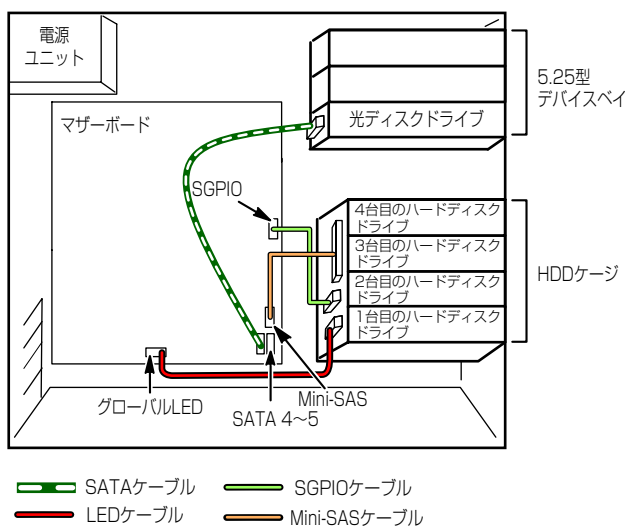 電源
ユニット
5.25型
デバイスベイ
マザーボード
光ディスクドライブ
SGPIO
4台目のハードディスク
ドライブ
3台目のハードディスク
ドライブ
2台目のハードディスク
ドライブ
1台目のハードディスク
ドライブ
HDDケージ
グローバルLED
SATA 4～5
Mini-SAS
SATAケーブル
SGPIOケーブル
LEDケーブル
Mini-SASケーブル